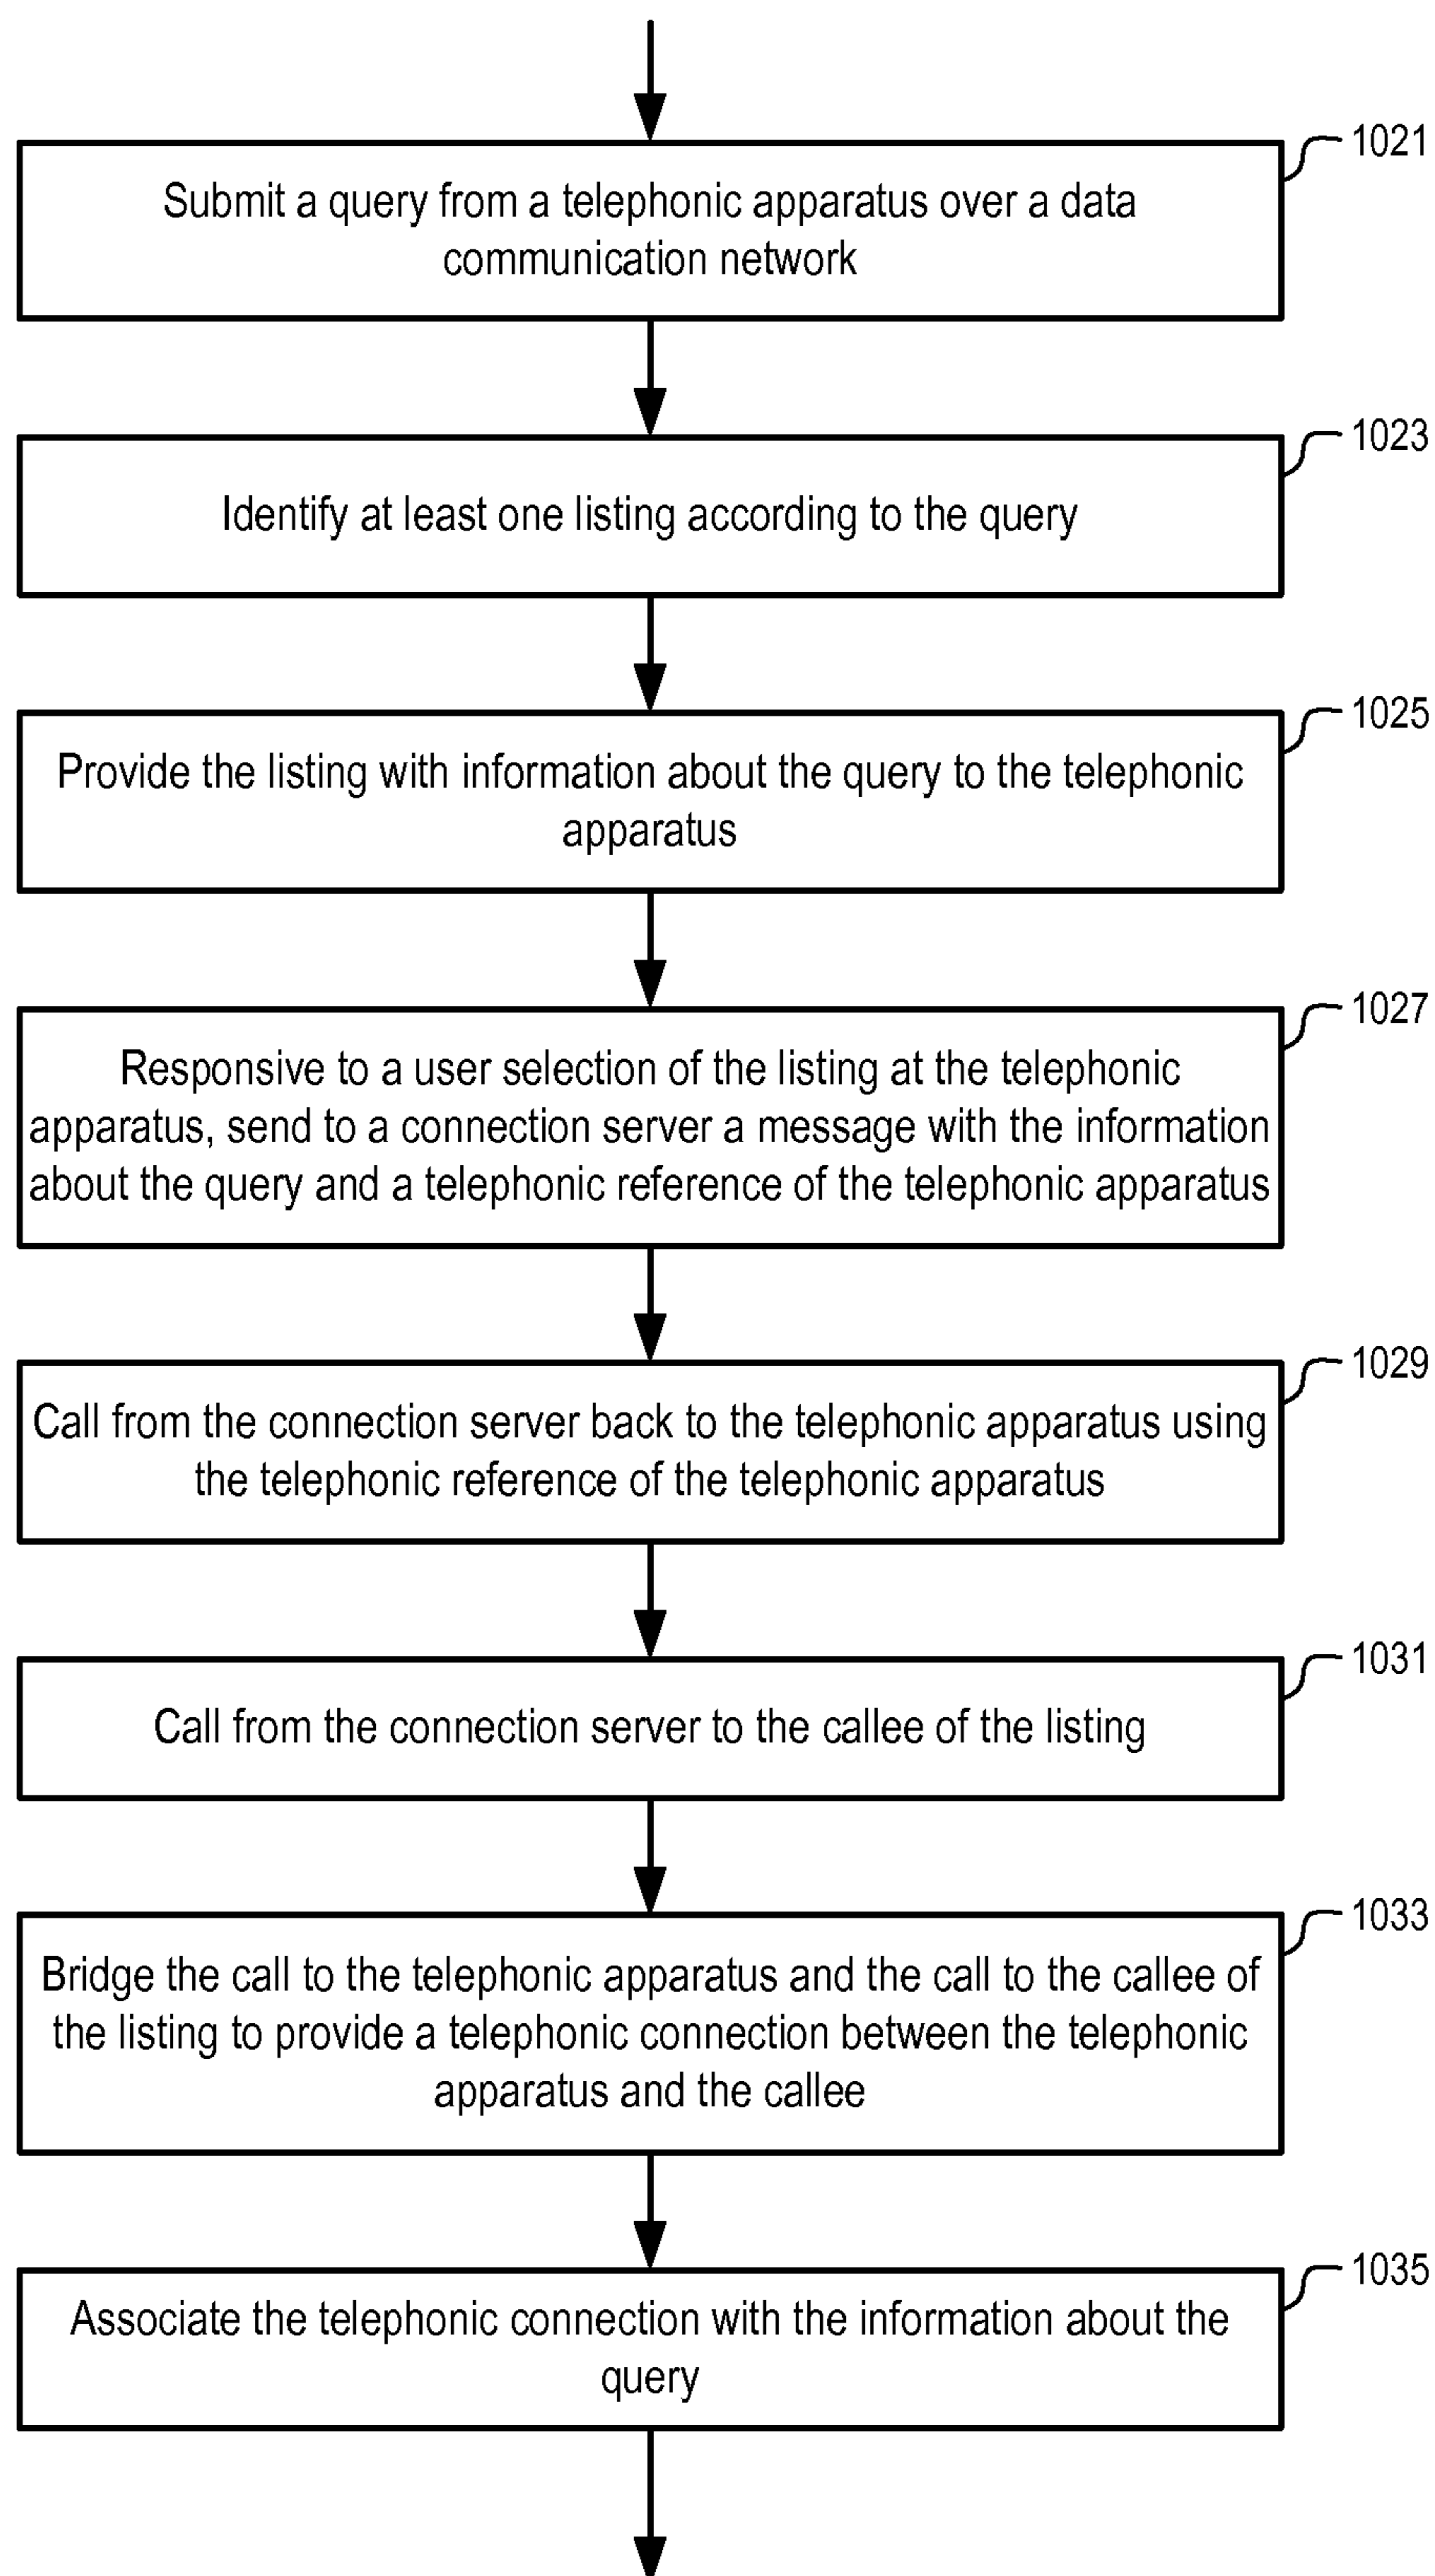 1021
Submit a query from a telephonic apparatus over a data
communication network
1023
Identify at least one listing according to the query
1025
Provide the listing with information about the query to the telephonic
apparatus
1027
Responsive to a user selection of the listing at the telephonic
apparatus, send to a connection server a message with the information
about the query and a telephonic reference of the telephonic apparatus
1029
Call from the connection server back to the telephonic apparatus using
the telephonic reference of the telephonic apparatus
1031
Call from the connection server to the callee of the listing
1033
Bridge the call to the telephonic apparatus and the call to the callee of
the listing to provide a telephonic connection between the telephonic
apparatus and the callee
1035
Associate the telephonic connection with the information about the
query